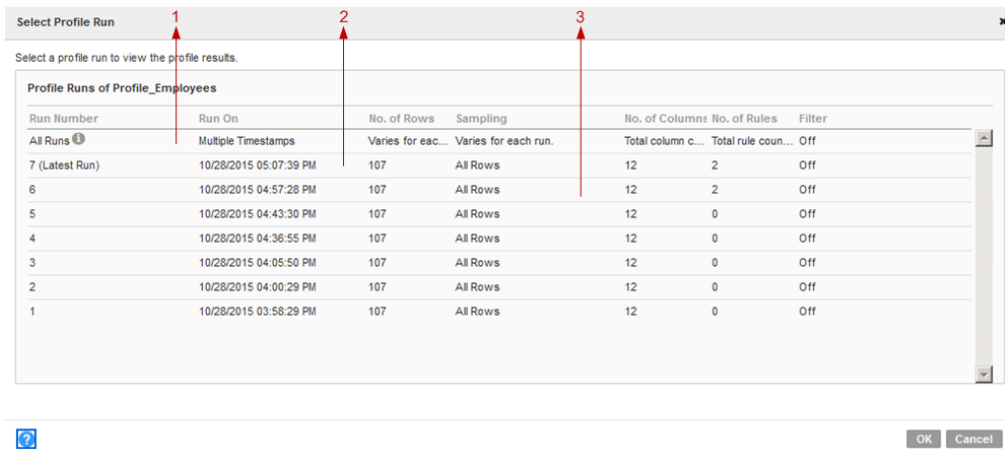 1 2 3
Select Profile Run
Select a profile run to view the profile results.
Profile Runs of Profile_Employees
Run Number Run On No. of Rows Sampling No. of Columns No. of Rules Filter
All Runs Multiple Timestamps Varies for eac... Varies for each run. Total column c... Total rule coun... Off
7 (Latest Run) 10/28/2015 05:07:39 PM 107 All Rows 12 2 Off
6 10/28/2015 04:57:28 PM 107 All Rows 12 2 Off
5 10/28/2015 04:43:30 PM 107 All Rows 12 0 Off
4 10/28/2015 04:36:55 PM 107 All Rows 12 0 Off
3 10/28/2015 04:05:50 PM 107 All Rows 12 0 Off
2 10/28/2015 04:00:29 PM 107 All Rows 12 0 Off
1 10/28/2015 03:58:29 PM 107 All Rows 12 0 Off
? OK Cancel